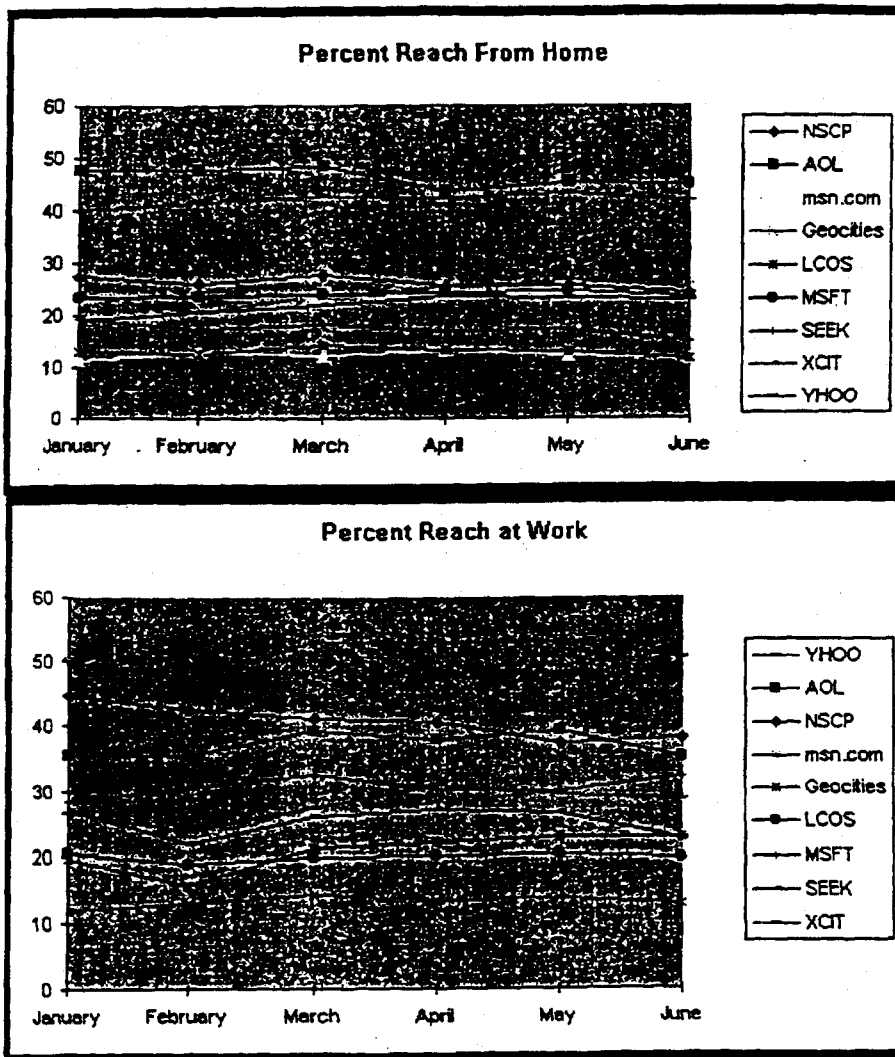 Percent Reach From Home
60
50
40
30
20
10
0
January
February
March
April
May
June
NSCP
AOL
msn.com
Geocities
LCOS
MSFT
SEEK
XCIT
YHOO
Percent Reach at Work
60
50
40
30
20
10
0
January
February
March
April
May
June
YHOO
AOL
NSCP
msn.com
Geocities
LCOS
MSFT
SEEK
XCIT